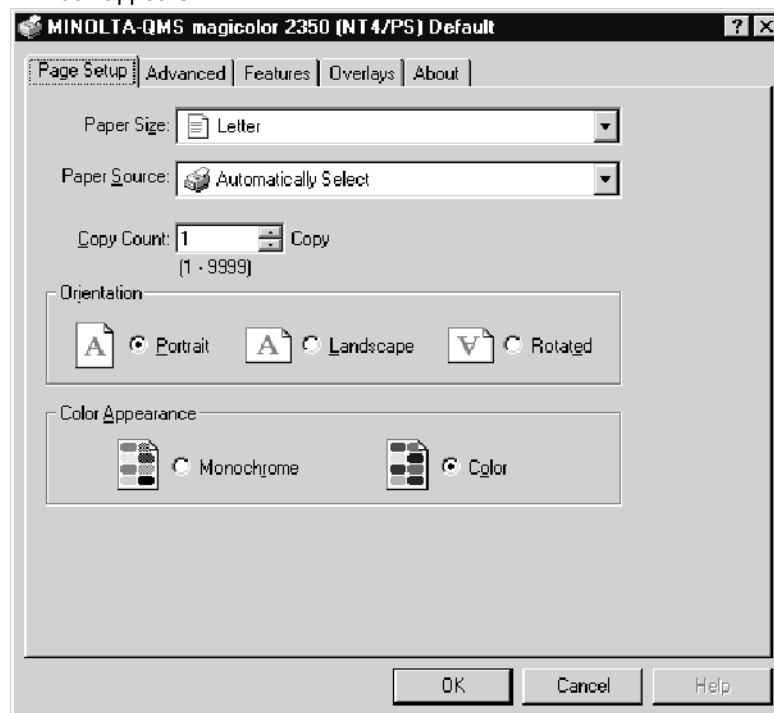 MINOLTA-QMS magicolor 2350 (NT4/PS) Default
Page Setup Advanced Features Overlays About
Paper Size: Letter
Paper Source: Automatically Select
Copy Count: 1 Copy
(1 - 9999)
Orientation
A Portrait A Landscape A Rotated
Color Appearance
Monochrome Color
OK Cancel Help